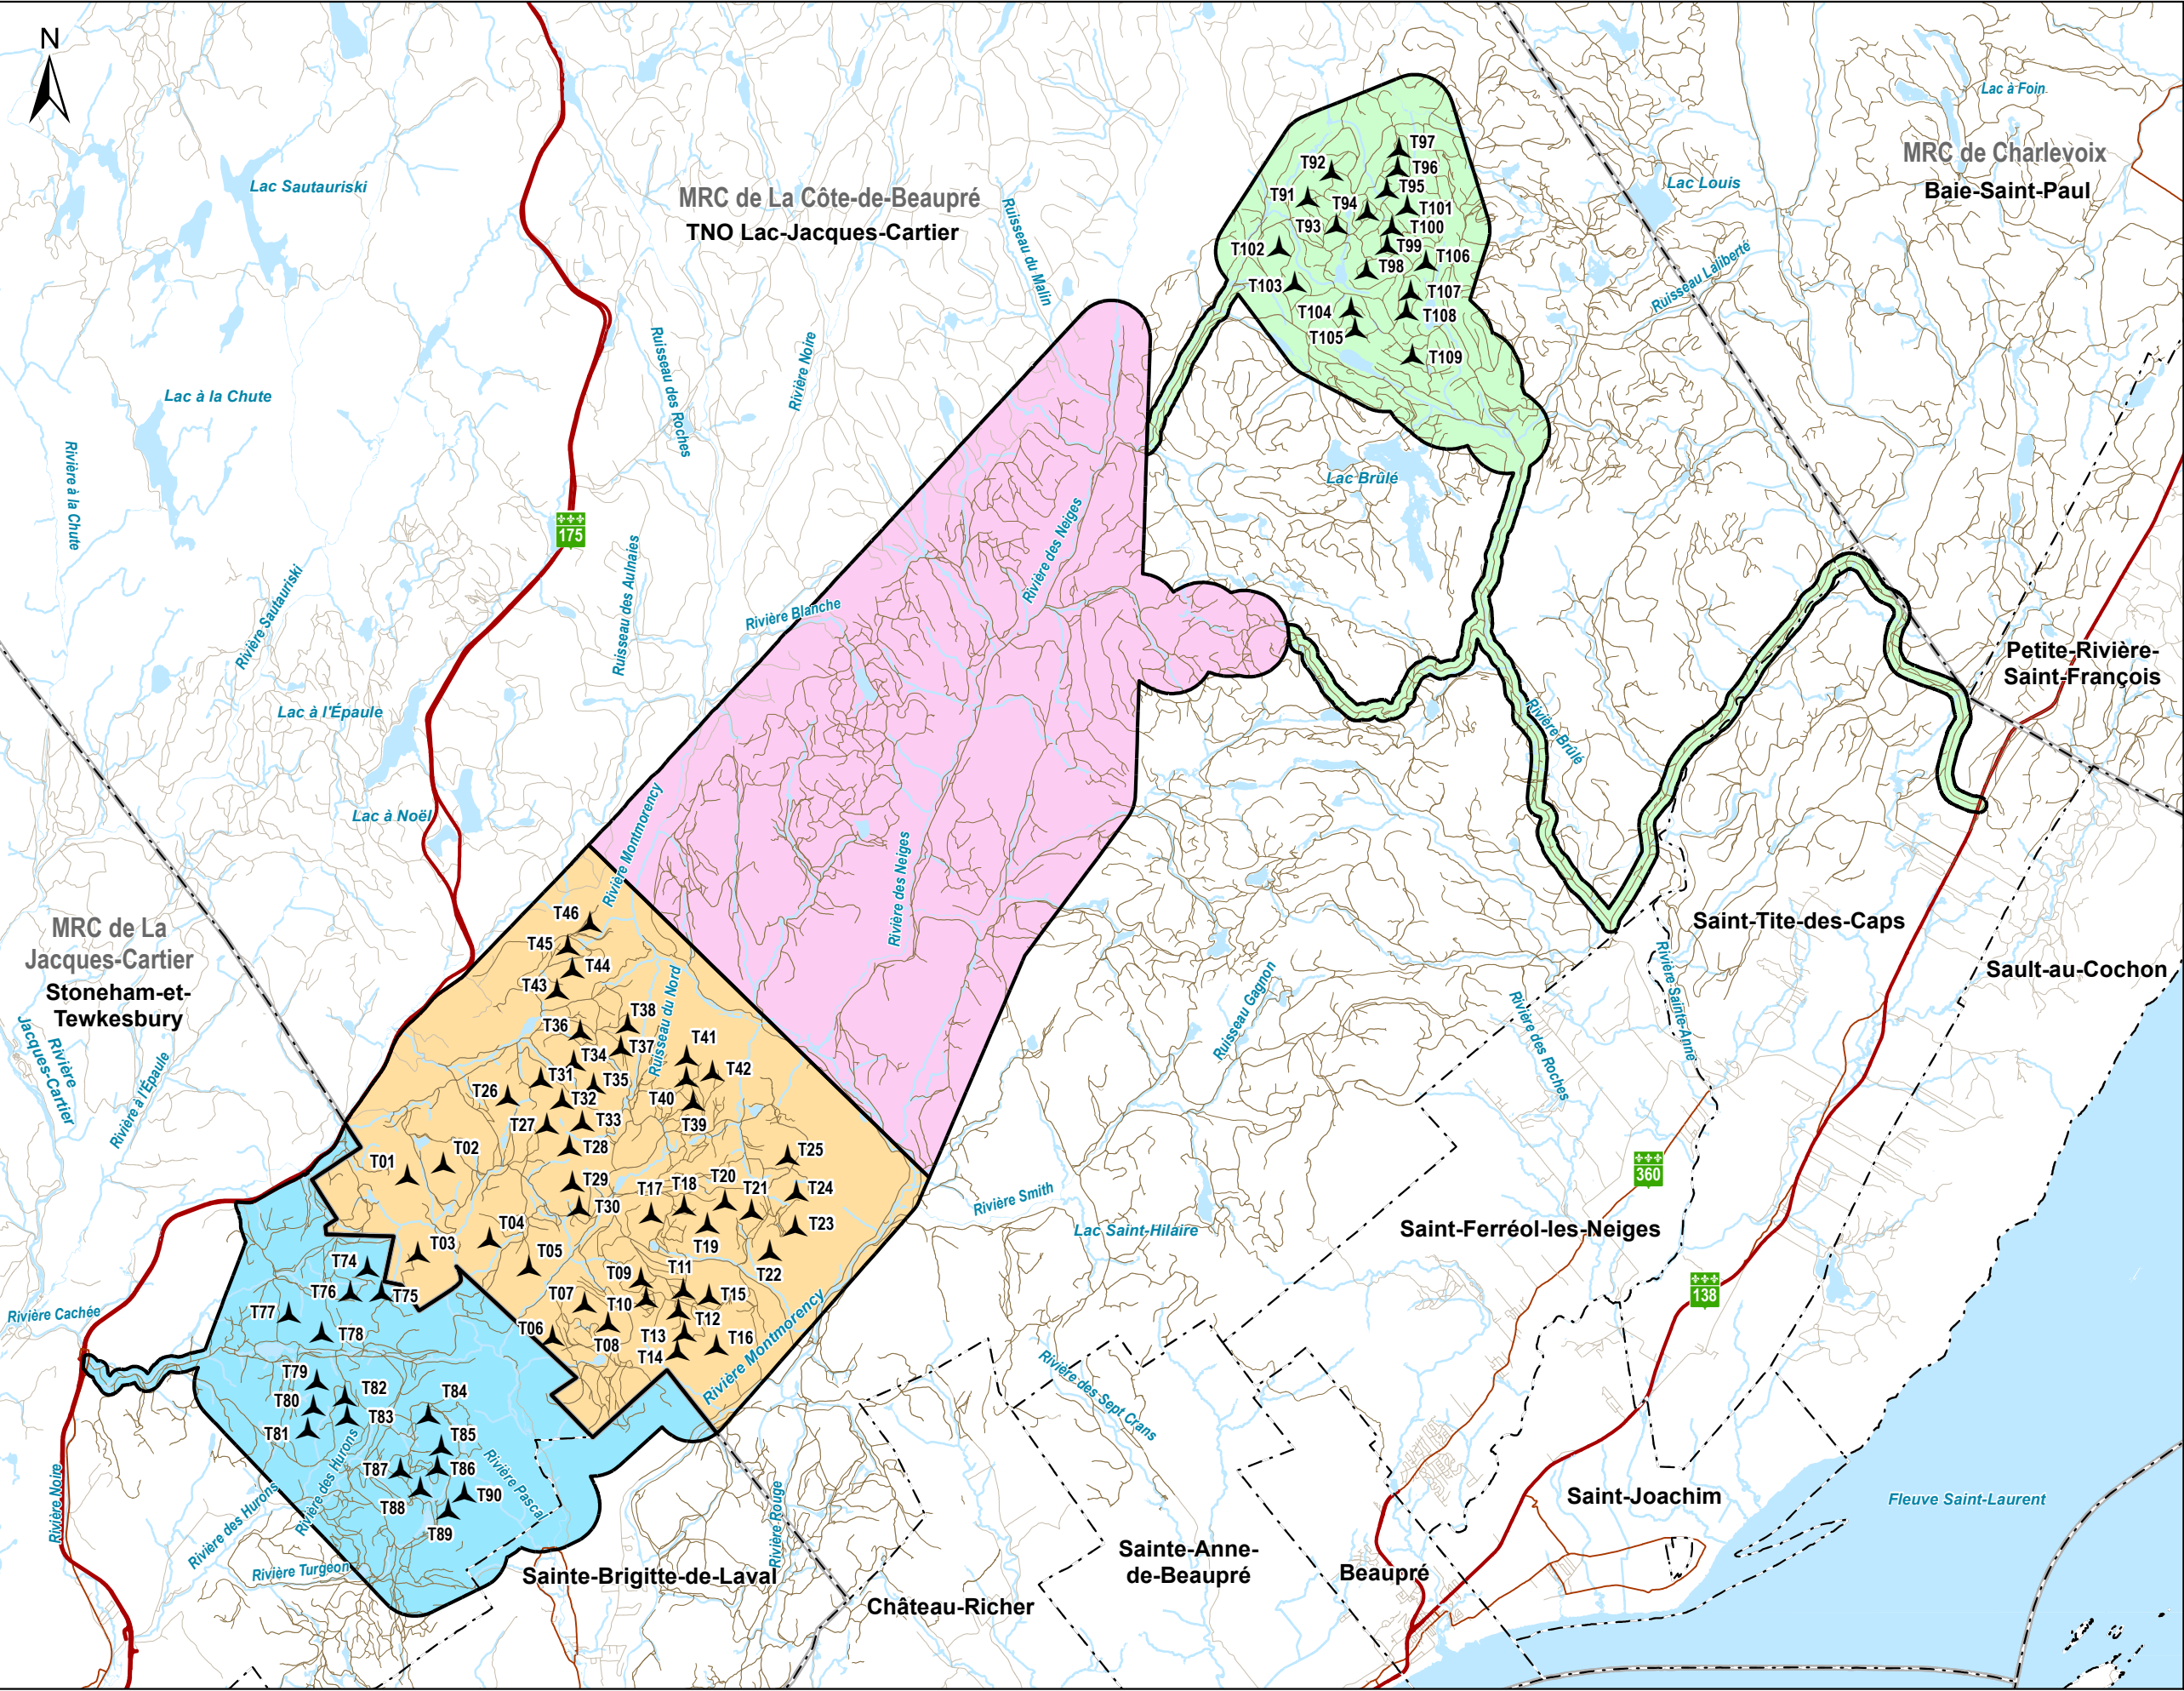 N
Lac à Foin
MRC de Charlevoix
Baie-Saint-Paul
Lac Louis
Ruisseau Laliberté
Lac Sautauriski
MRC de La Côte-de-Beaupré
TNO Lac-Jacques-Cartier
Ruisseau du Malin
T97
T92
T96
T95
T91
T94
T101
T93
T100
T102
T99
T106
T98
T103
T107
T104
T108
T105
T109
Ruisseau des Roches
Rivière Noire
Lac à la Chute
Rivière à la Chute
Lac Brûlé
175
Rivière des Neiges
Ruisseau des Aulnaies
Rivière Sautauriski
Rivière Blanche
Lac à l'Épaule
Petite-Rivière-
Saint-François
Rivière Brûlé
Lac à Noël
Rivière Montmorency
Rivière des Neiges
MRC de La
Jacques-Cartier
Stoneham-et-
Tewkesbury
Saint-Tite-des-Caps
Sault-au-Cochon
Rivière
Jacques-Cartier
Rivière à l'Épaule
T46
T45
T44
T43
T38
T36
T37
T34
Ruisseau du Nord
T41
T42
T31
T35
T26
T32
T40
T27
T33
T39
T28
T02
T01
T25
T29
T17
T18
T20
T21
T24
T30
T04
T23
T03
T05
T19
T22
Ruisseau Gagnon
Rivière des Roches
Rivière Sainte-Anne
360
Rivière Smith
Lac Saint-Hilaire
Saint-Ferréol-les-Neiges
138
T74
T76
T75
T77
T78
T09
T11
T07
T10
T15
T12
T06
T08
T13
T16
T14
Rivière Montmorency
Rivière Cachée
T79
T82
T84
T80
T83
T81
T85
T87
T86
T88
T90
T89
Rivière des Hurons
Rivière des Hurons
Rivière Pascal
Rivière Noire
Rivière Turgeon
Rivière Rouge
Rivière des Sept Crans
Sainte-Brigitte-de-Laval
Château-Richer
Sainte-Anne-
de-Beaupré
Beaupré
Saint-Joachim
Fleuve Saint-Laurent